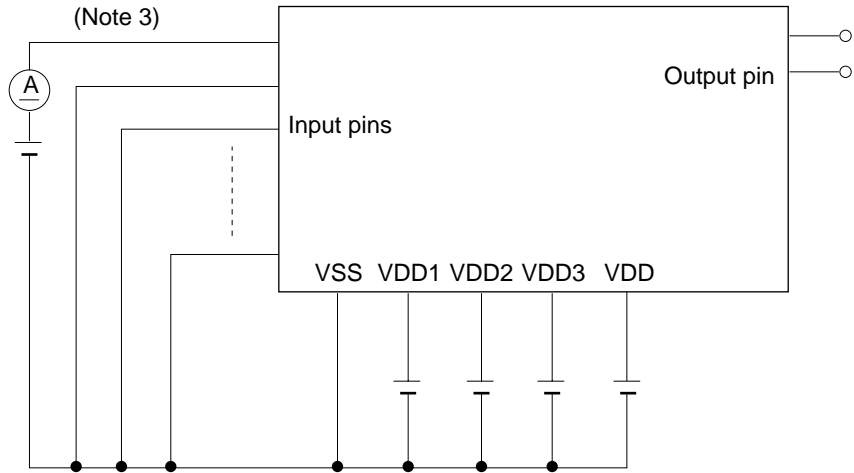 (Note 3)
A
Output pin
Input pins
VSS VDD1 VDD2 VDD3 VDD